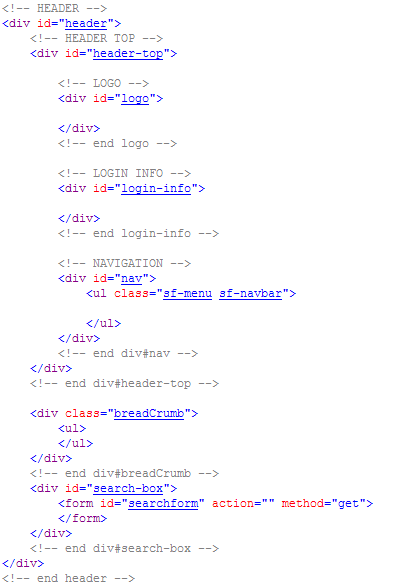 <!-- HEADER -->
<div id="header">
<!-- HEADER TOP -->
<div id="header-top">
<!-- LOGO -->
<div id="logo">
</div>
<!-- end logo -->
<!-- LOGIN INFO -->
<div id="login-info">
</div>
<!-- end login-info -->
<!-- NAVIGATION -->
<div id="nav">
<ul class="sf-menu sf-navbar">
</ul>
</div>
<!-- end div#nav -->
</div>
<!-- end div#header-top -->
<div class="breadCrumb">
<ul>
</ul>
</div>
<!-- end div#breadCrumb -->
<div id="search-box">
<form id="searchform" action="" method="get">
</form>
</div>
<!-- end div#search-box -->
</div>
<!-- end header -->